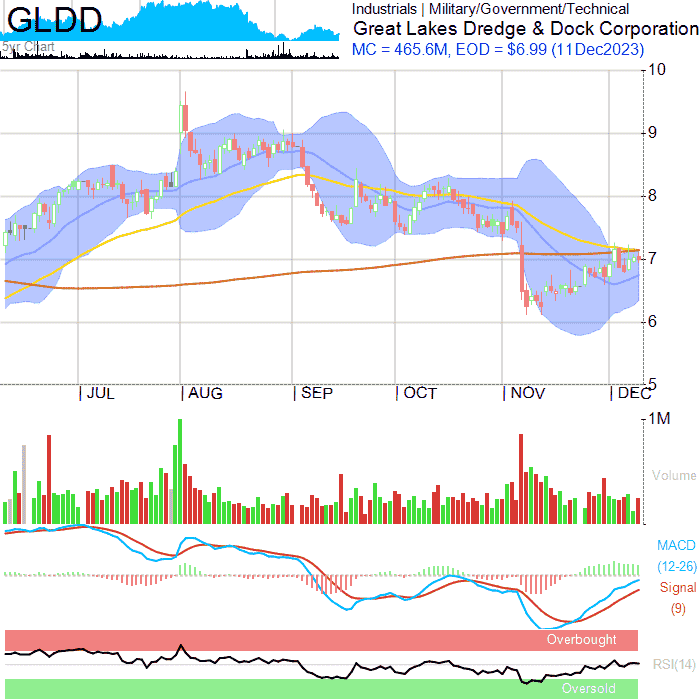 GLDD
5yr Chart
Industrials | Military/Government/Technical
Great Lakes Dredge & Dock Corporation
MC = 465.6M, EOD = $6.99 (11Dec2023)
10
9
8
7
6
5
| JUL | AUG | SEP | OCT | NOV | DEC
1M
Volume
MACD
(12-26)
Signal
(9)
Overbought
RSI(14)
Oversold